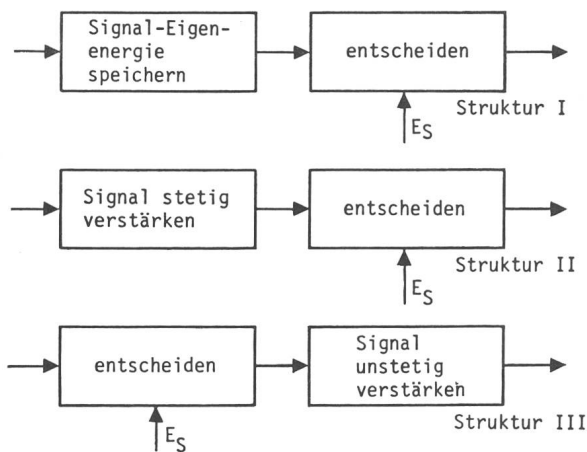 Signal-Eigen-
energie
speichern
entscheiden
E_S
Struktur I
Signal stetig
verstärken
entscheiden
E_S
Struktur II
entscheiden
E_S
Signal
unstetig
verstärken
Struktur III